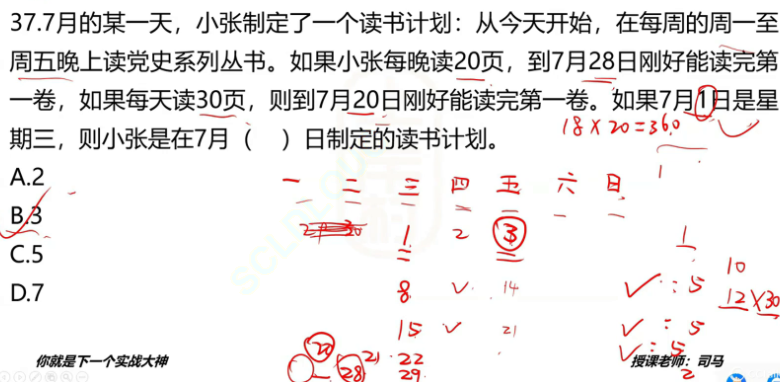 37.7月的某一天，小张制定了一个读书计划：从今天开始，在每周的周一至
周五晚上读党史系列丛书。如果小张每晚读20页，到7月28日刚好能读完第
一卷，如果每天读30页，则到7月20日刚好能读完第一卷。如果7月1日是星
期三，则小张是在7月（ ）日制定的读书计划。
18×20=360
A.2
一 二 三 四 五 六 日
B.3
1 2 3
C.5
10
8 14 5 12×30
D.7
15 21 5
20 28 21 22 5
29 2
你就是下一个实战大神
授课老师：司马